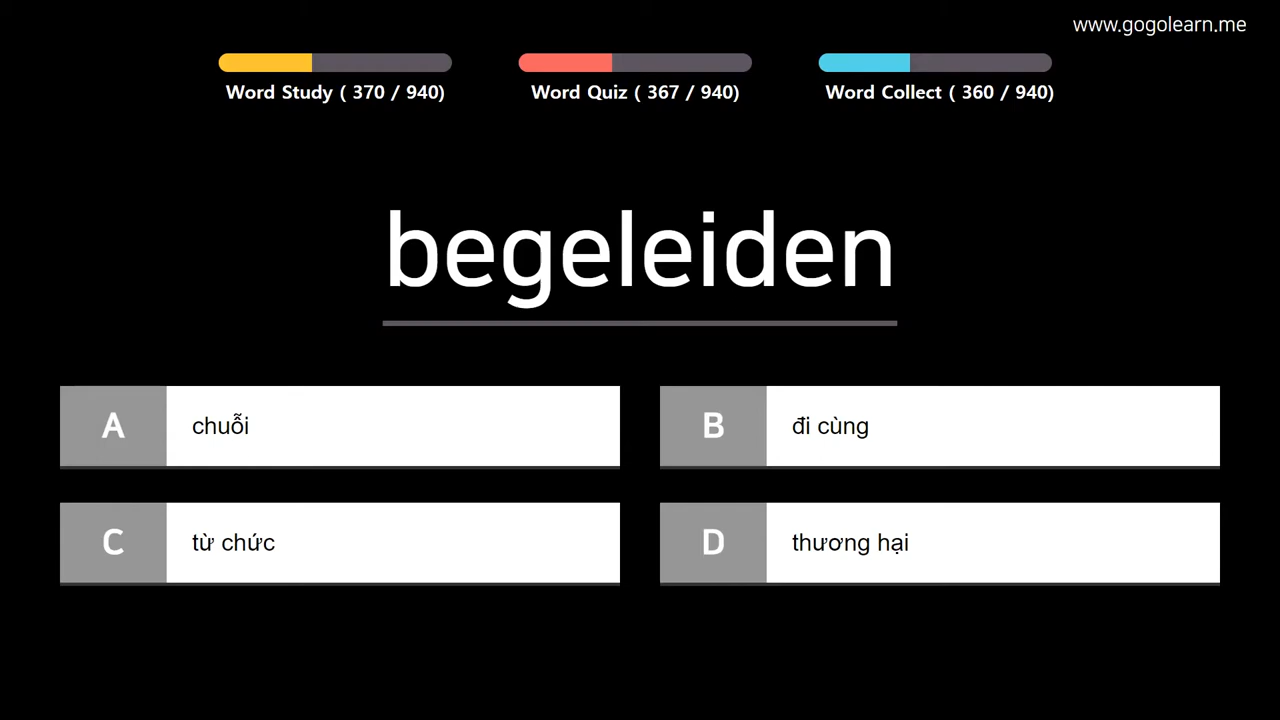 www.gogolearn.me
Word Study ( 370 / 940)
Word Quiz ( 367 / 940)
Word Collect ( 360 / 940)
begeleiden
A chuỗi
B đi cùng
C từ chức
D thương hại